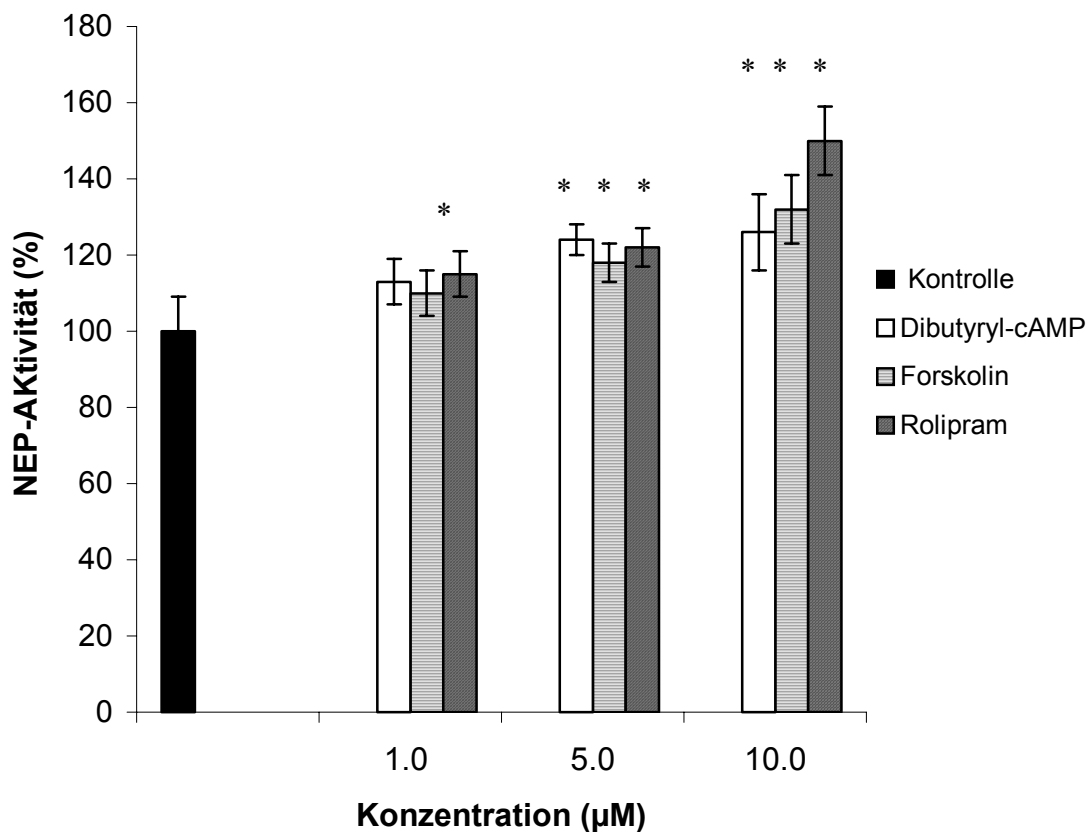 180
160
140
120
100
80
60
40
20
0
NEP-AKtivität (%)
* * *
* * *
*
Kontrolle
Dibutyryl-cAMP
Forskolin
Rolipram
1.0 5.0 10.0
Konzentration (µM)